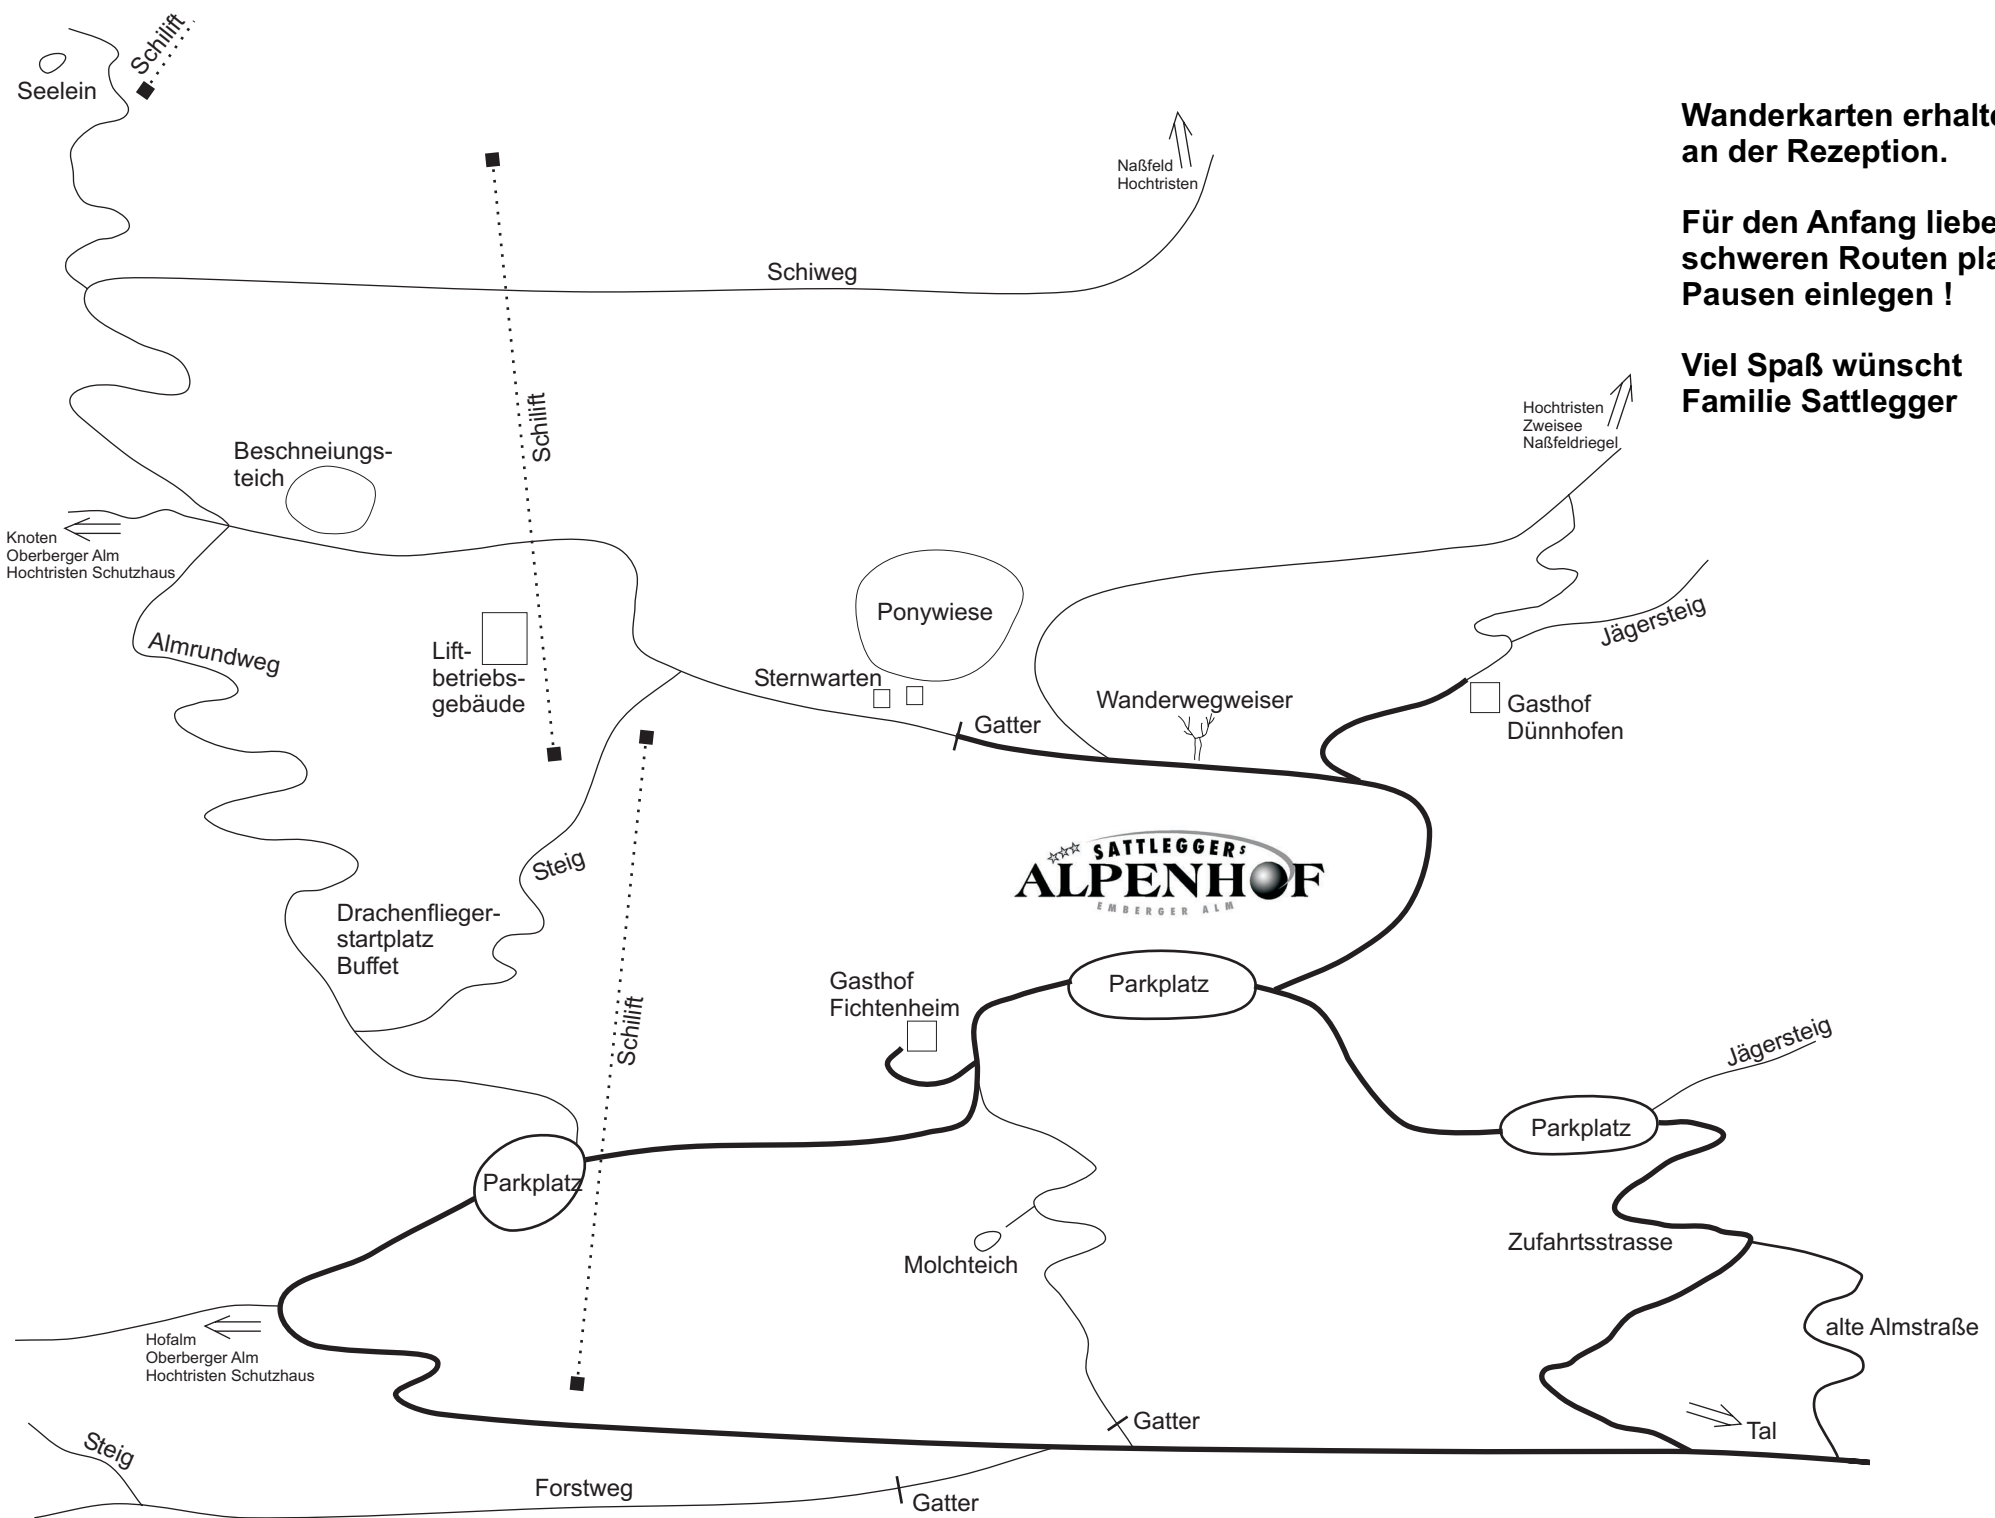 Schilift
Seelein
Wanderkarten erhalte
an der Rezeption.
Naßfeld
Hochtristen
Für den Anfang liebe
schweren Routen pla
Pausen einlegen !
Schiweg
Viel Spaß wünscht
Familie Sattlegger
Schilift
Hochtristen
Zweisee
Naßfeldriegel
Beschneiungs-
teich
Knoten
Oberberger Alm
Hochtristen Schutzhaus
Ponywiese
Jägersteig
Almrundweg
Lift-
betriebs-
gebäude
Sternwarten
Wanderwegweiser
Gatter
Gasthof
Dünnhofen
SATTLEGGERs
ALPENHOF
EMBERGER ALM
Steig
Drachenflieger-
startplatz
Buffet
Gasthof
Fichtenheim
Parkplatz
Schilift
Jägersteig
Parkplatz
Parkplatz
Molchteich
Zufahrtsstrasse
alte Almstraße
Hofalm
Oberberger Alm
Hochtristen Schutzhaus
Gatter
Tal
Steig
Forstweg
Gatter